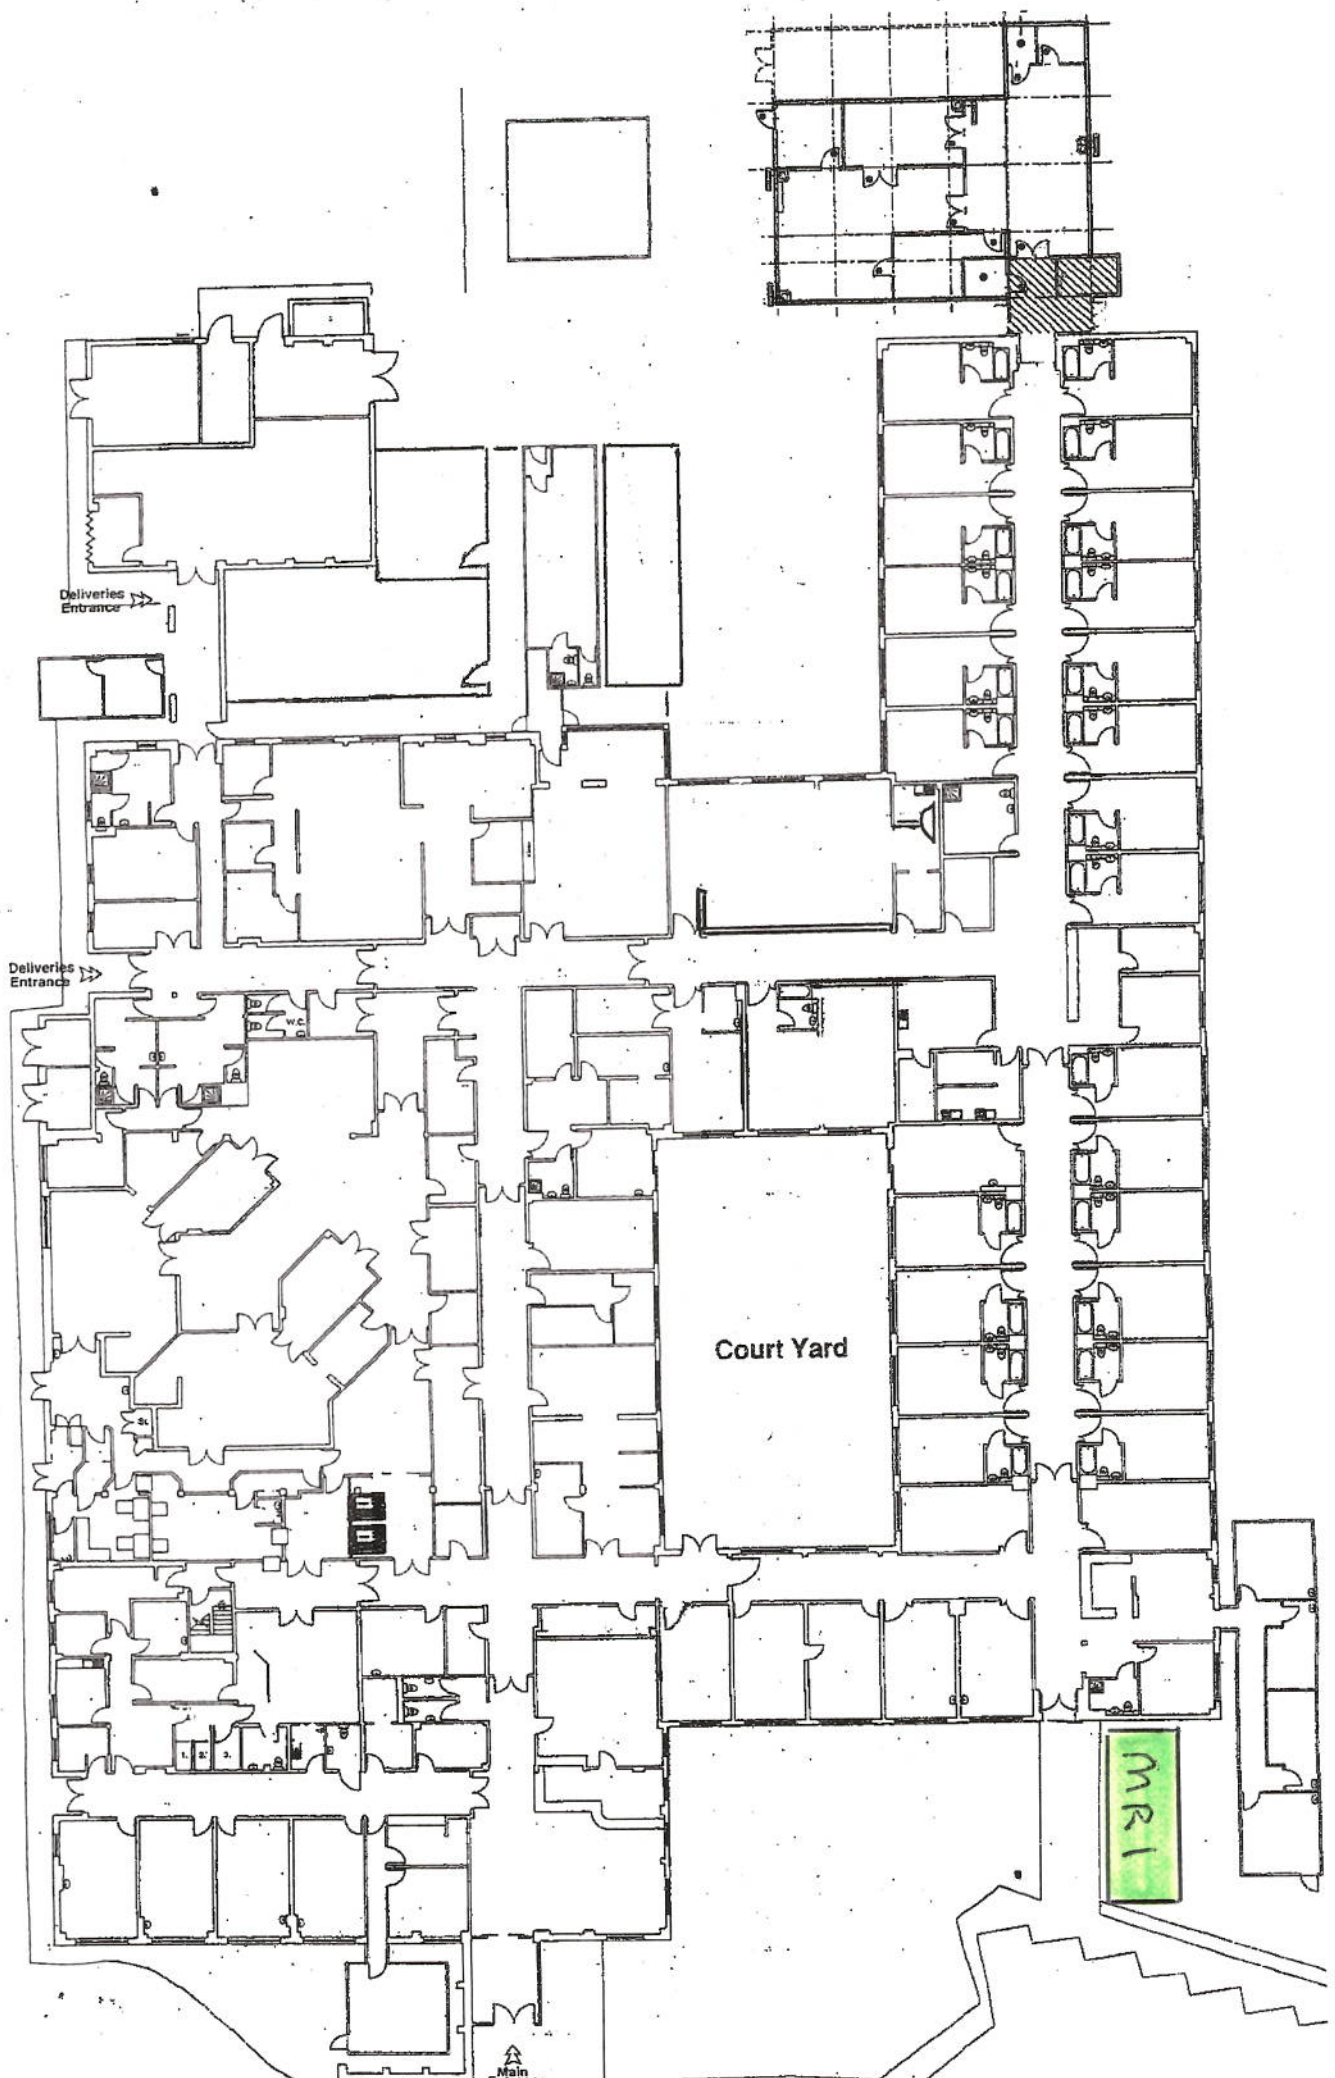 Deliveries
Entrance
Deliveries
Entrance
W.C.
Court Yard
St.
1.
2.
3.
MRI
Main